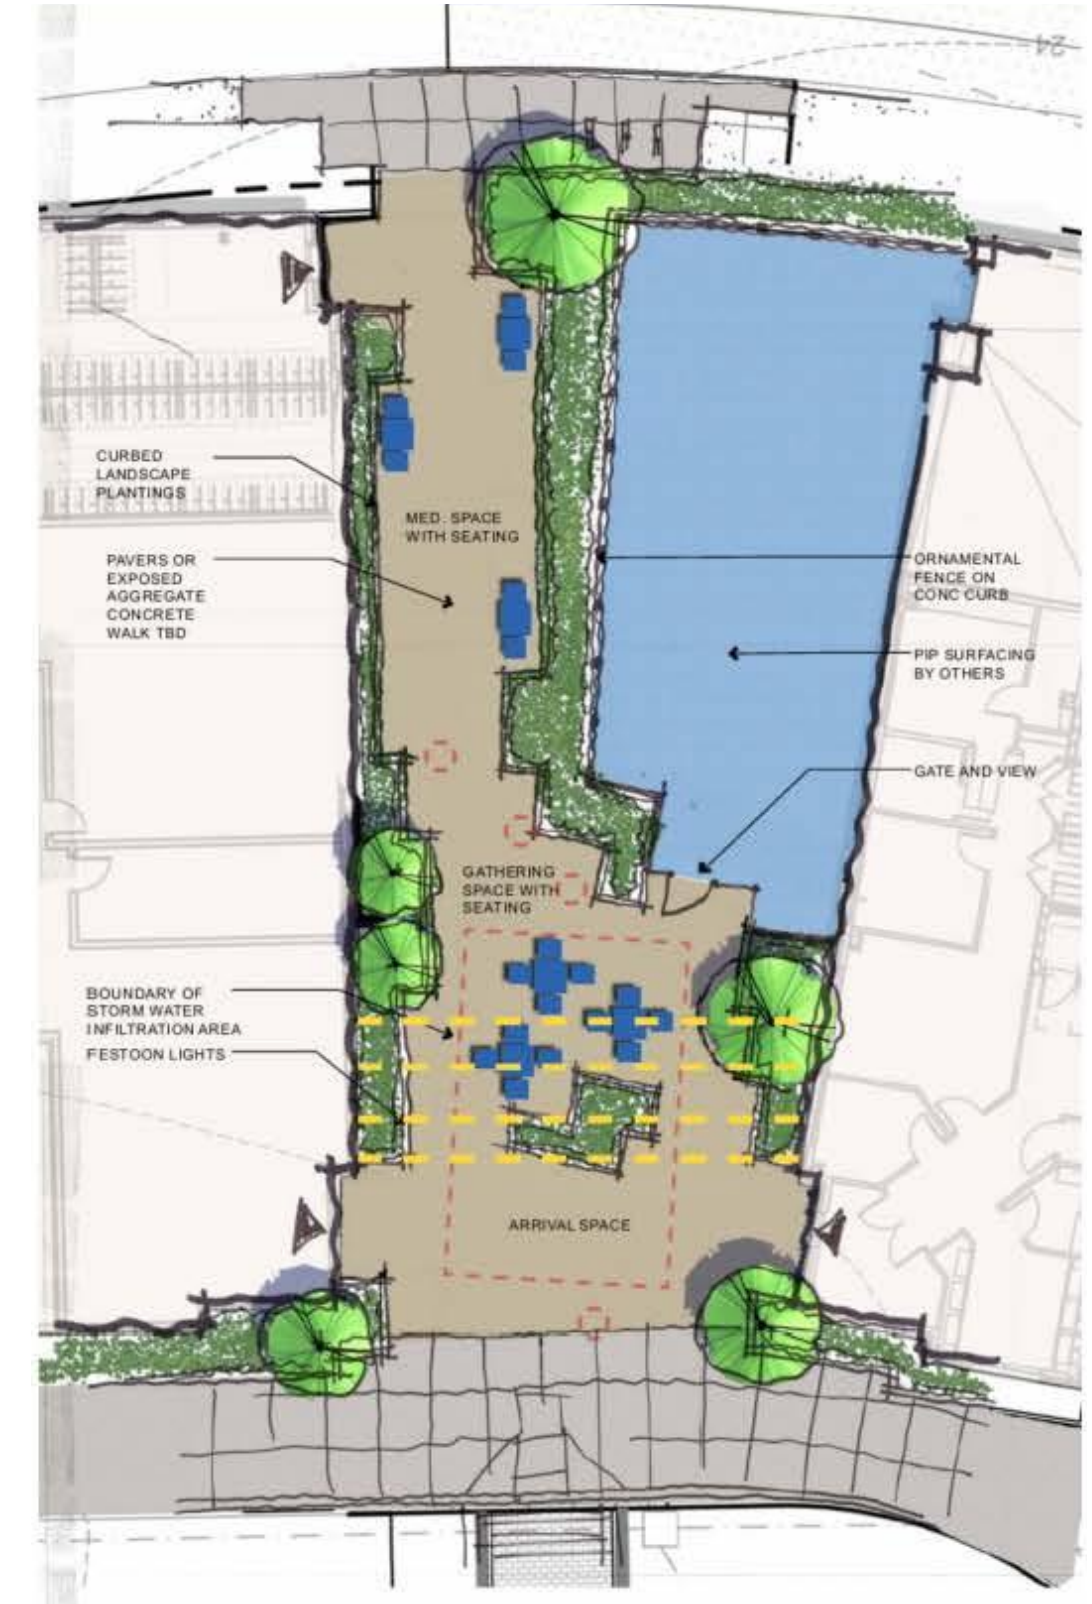 24
CURBED
LANDSCAPE
PLANTINGS
MED. SPACE
WITH SEATING
PAVERS OR
EXPOSED
AGGREGATE
CONCRETE
WALK TBD
ORNAMENTAL
FENCE ON
CONC CURB
PIP SURFACING
BY OTHERS
GATE AND VIEW
GATHERING
SPACE WITH
SEATING
BOUNDARY OF
STORM WATER
INFILTRATION AREA
FESTOON LIGHTS
ARRIVAL SPACE